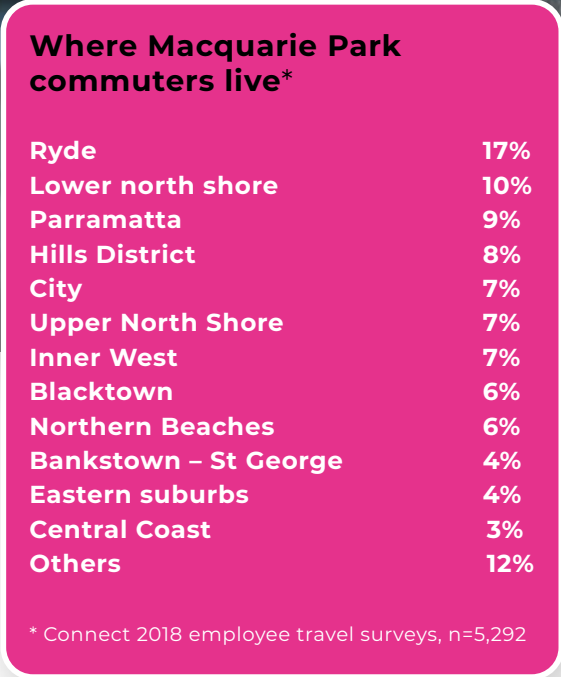 Where Macquarie Park
commuters live*
Ryde 17%
Lower north shore 10%
Parramatta 9%
Hills District 8%
City 7%
Upper North Shore 7%
Inner West 7%
Blacktown 6%
Northern Beaches 6%
Bankstown – St George 4%
Eastern suburbs 4%
Central Coast 3%
Others 12%
* Connect 2018 employee travel surveys, n=5,292